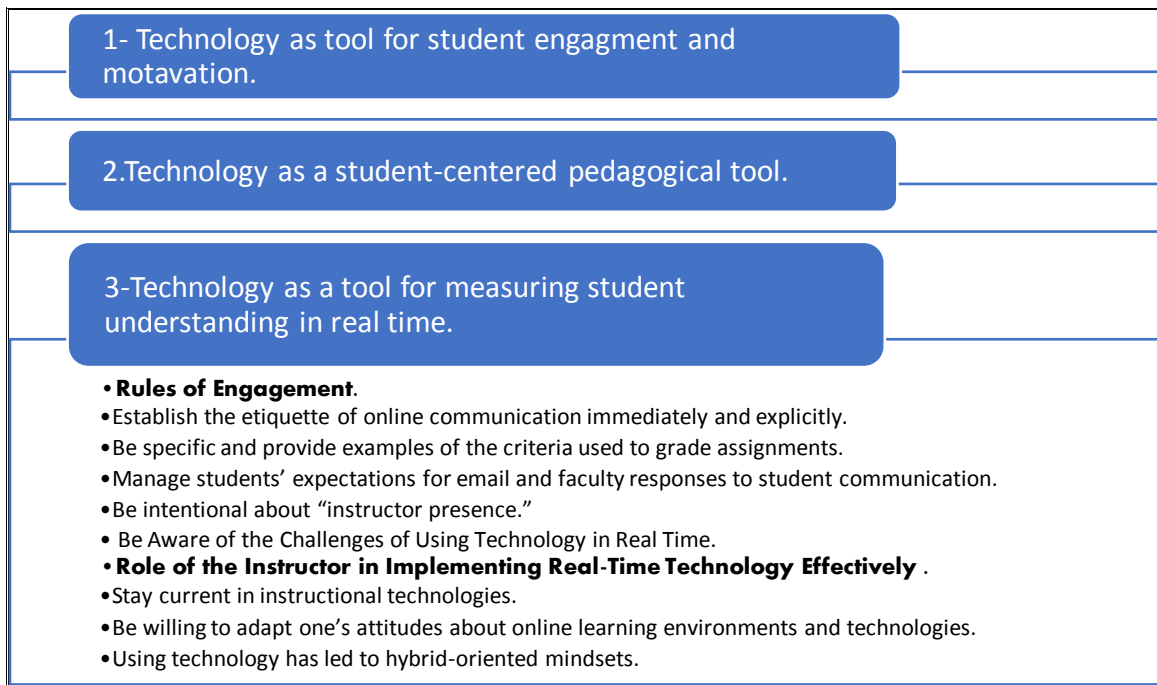 1- Technology as tool for student engagment and
motavation.
2.Technology as a student-centered pedagogical tool.
3-Technology as a tool for measuring student
understanding in real time.
•Rules of Engagement.
•Establish the etiquette of online communication immediately and explicitly.
•Be specific and provide examples of the criteria used to grade assignments.
•Manage students’ expectations for email and faculty responses to student communication.
•Be intentional about “instructor presence.”
• Be Aware of the Challenges of Using Technology in Real Time.
•Role of the Instructor in Implementing Real-Time Technology Effectively .
•Stay current in instructional technologies.
•Be willing to adapt one’s attitudes about online learning environments and technologies.
•Using technology has led to hybrid-oriented mindsets.